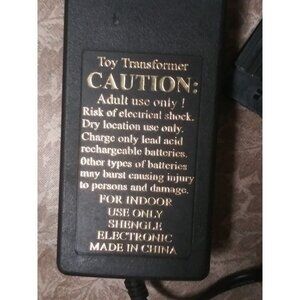 Toy Transformer
CAUTION:
Adult use only !
Risk of electrical shock.
Dry location use only.
Charge only lead acid
rechargeable batteries.
Other types of batteries
may burst causing injury
to persons and damage.
FOR INDOOR
USE ONLY
SHENGLE
ELECTRONIC
MADE IN CHINA